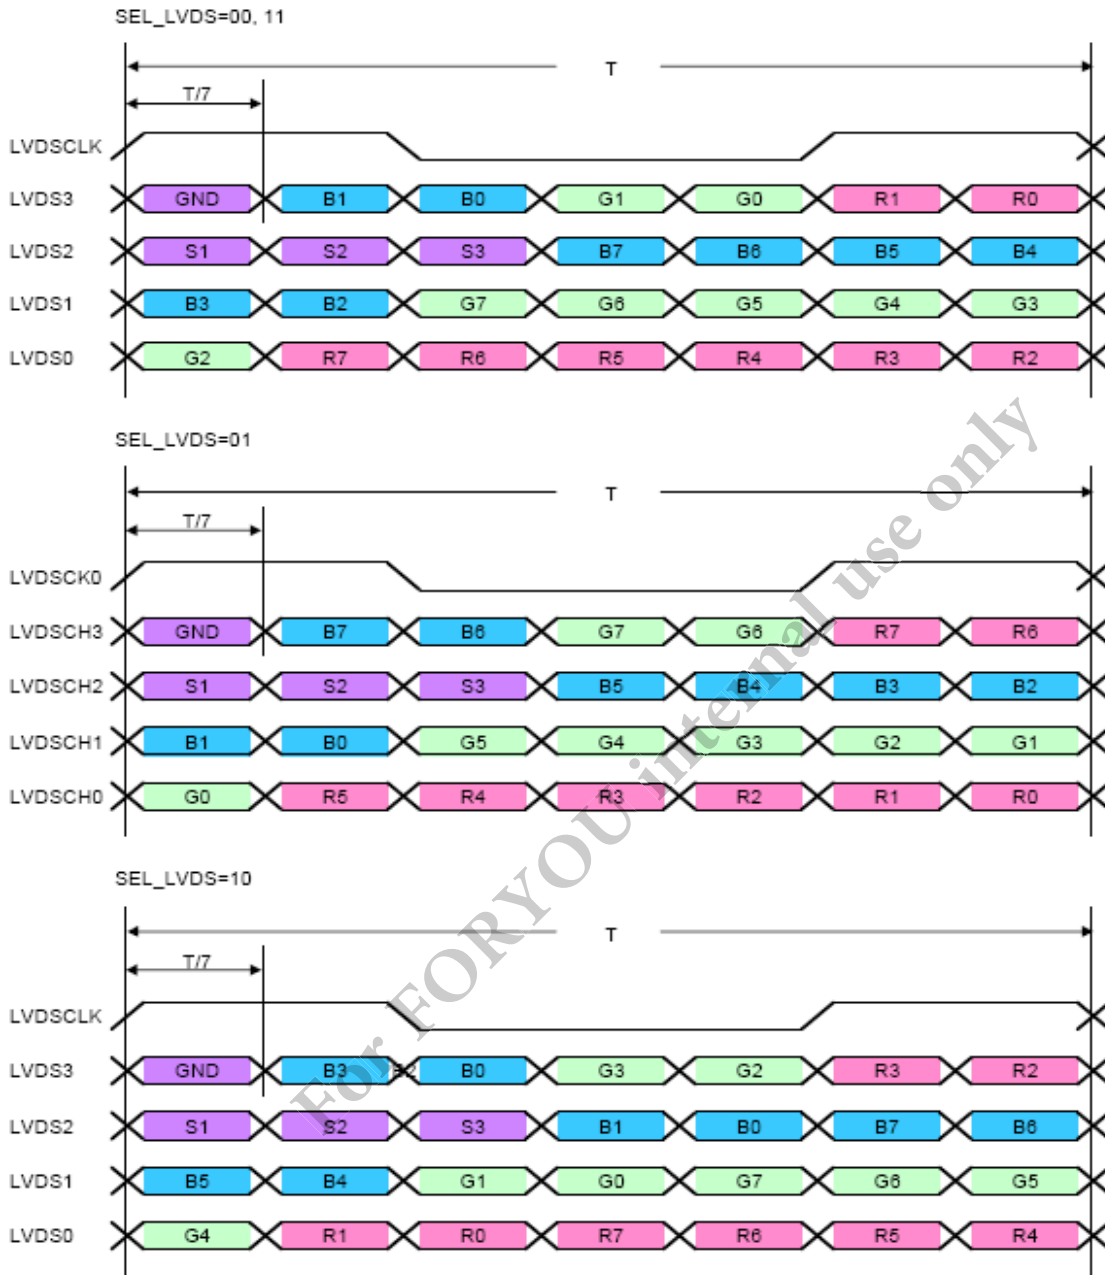 SEL_LVDS=00, 11
T
T/7
LVDSCLK
LVDS3 GND B1 B0 G1 G0 R1 R0
LVDS2 S1 S2 S3 B7 B6 B5 B4
LVDS1 B3 B2 G7 G6 G5 G4 G3
LVDS0 G2 R7 R6 R5 R4 R3 R2
SEL_LVDS=01
T
T/7
LVDSCK0
LVDSCH3 GND B7 B6 G7 G6 R7 R6
LVDSCH2 S1 S2 S3 B5 B4 B3 B2
LVDSCH1 B1 B0 G5 G4 G3 G2 G1
LVDSCH0 G0 R5 R4 R3 R2 R1 R0
SEL_LVDS=10
T
T/7
LVDSCLK
LVDS3 GND B3 B2 B0 G3 G2 R3 R2
LVDS2 S1 S2 S3 B1 B0 B7 B6
LVDS1 B5 B4 G1 G0 G7 G6 G5
LVDS0 G4 R1 R0 R7 R6 R5 R4
For FORYOU internal use only